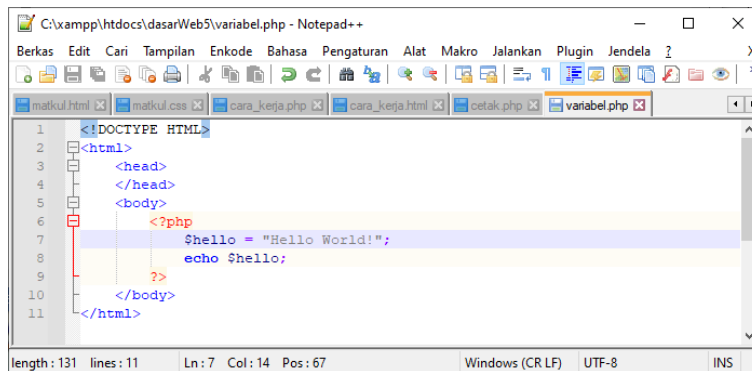 C:\xampp\htdocs\dasarWeb5\variabel.php - Notepad++
Berkas Edit Cari Tampilan Enkode Bahasa Pengaturan Alat Makro Jalankan Plugin Jendela ? X
matkul.html matkul.css cara_kerja.php cara_kerja.html cetak.php variabel.php
1 <!DOCTYPE HTML>
2 <html>
3 <head>
4 </head>
5 <body>
6 <?php
7 $hello = "Hello World!";
8 echo $hello;
9 ?>
10 </body>
11 </html>
length : 131 lines : 11 Ln : 7 Col : 14 Pos : 67 Windows (CR LF) UTF-8 INS